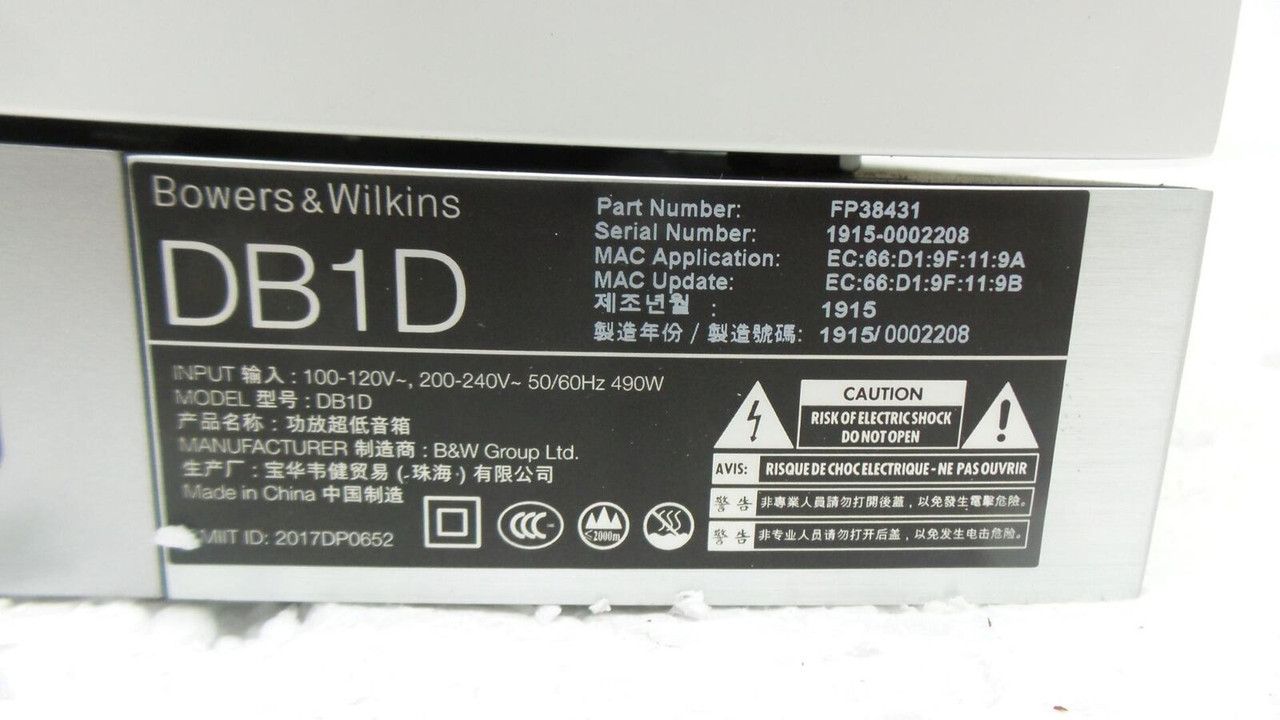 Bowers & Wilkins
DB1D
Part Number: FP38431
Serial Number: 1915-0002208
MAC Application: EC:66:D1:9F:11:9A
MAC Update: EC:66:D1:9F:11:9B
제조년월 : 1915
製造年份 / 製造號碼: 1915/0002208
INPUT 输入 : 100-120V~, 200-240V~ 50/60Hz 490W
MODEL 型号 : DB1D
产品名称 : 功放超低音箱
MANUFACTURER 制造商 : B&W Group Ltd.
生产厂 : 宝华韦健贸易 (珠海) 有限公司
Made in China 中国制造
CMIIT ID: 2017DP0652
≤2000m
CAUTION
RISK OF ELECTRIC SHOCK
DO NOT OPEN
AVIS: RISQUE DE CHOC ELECTRIQUE - NE PAS OUVRIR
警告 非專業人員請勿打開後蓋，以免發生電擊危險。
警告 非专业人员请勿打开后盖，以免发生电击危险。